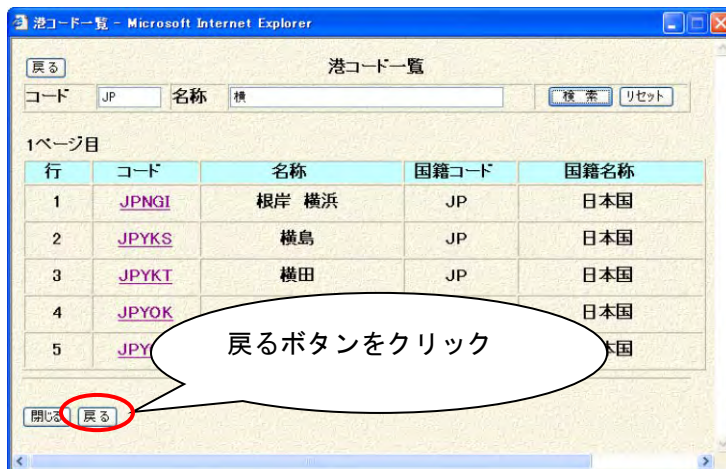 港コード一覧 - Microsoft Internet Explorer
戻る 港コード一覧
コード JP 名称 横 検 索 リセット
1ページ目
行 コード 名称 国籍コード 国籍名称
1 JPNGI 根岸 横浜 JP 日本国
2 JPYKS 横島 JP 日本国
3 JPYKT 横田 JP 日本国
4 JPYOK 日本国
5 国
戻るボタンをクリック
閉じる 戻る